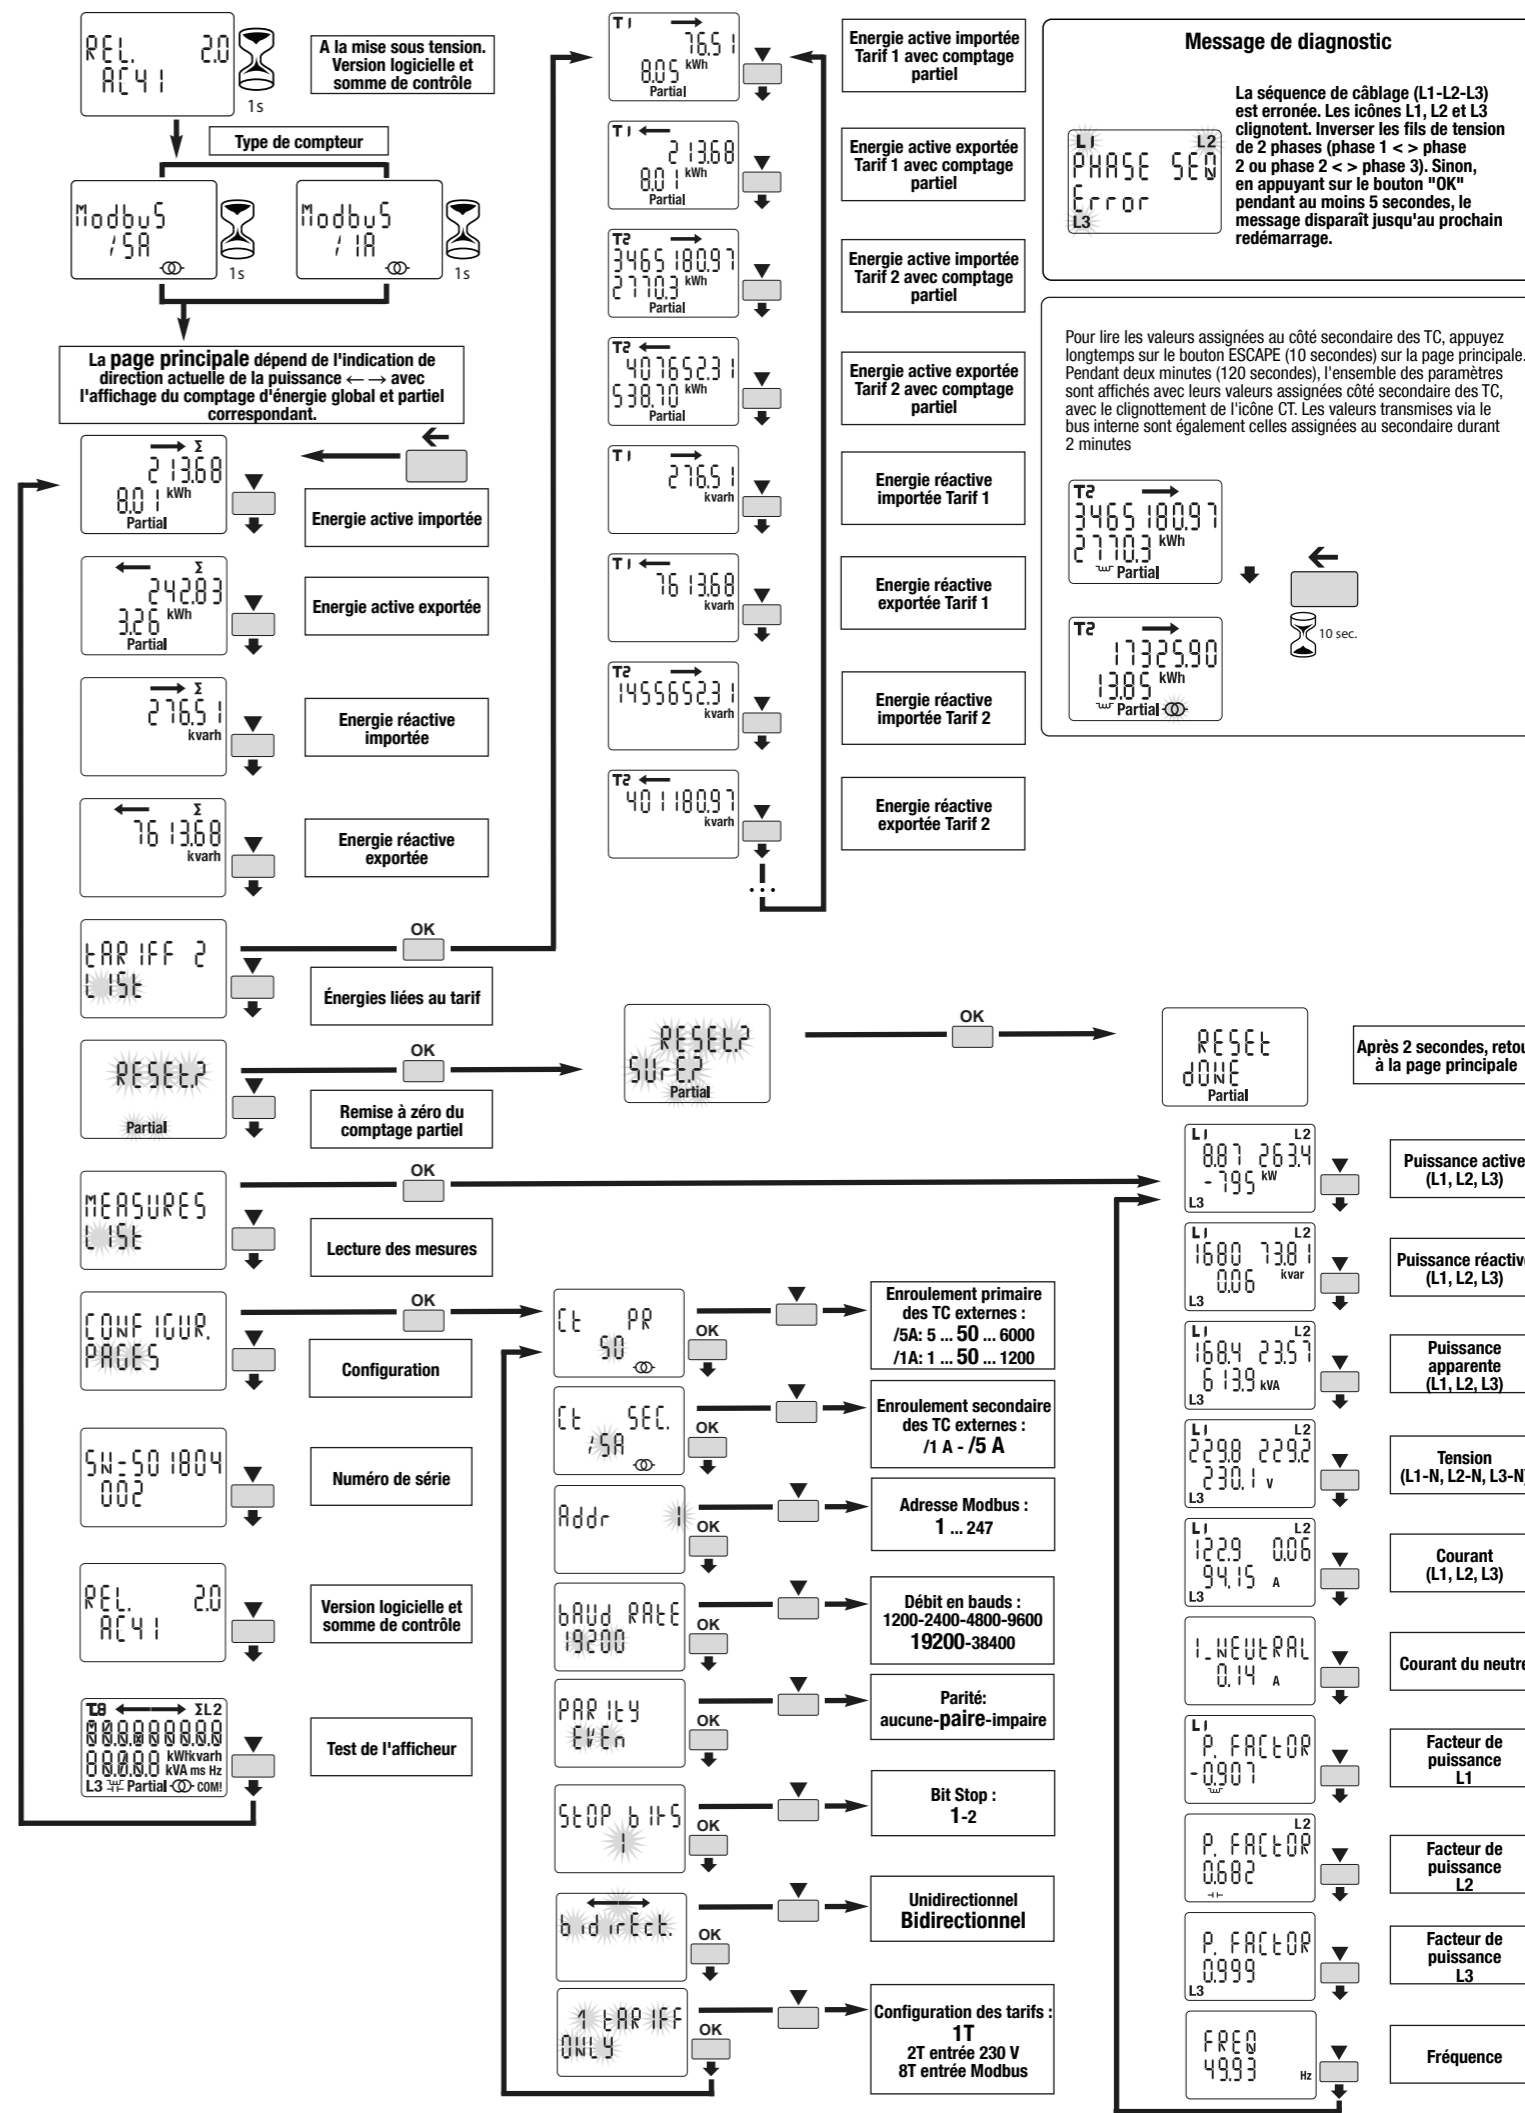 REL. 2.0
AC41
1s
A la mise sous tension.
Version logicielle et
somme de contrôle
Type de compteur
Modbus
/5A
1s
Modbus
/1A
1s
La page principale dépend de l'indication de
direction actuelle de la puissance ←→ avec
l'affichage du comptage d'énergie global et partiel
correspondant.
→ Σ
213.68
8.01 kWh
Partial
Energie active importée
← Σ
242.83
3.26 kWh
Partial
Energie active exportée
→ Σ
276.51
kvarh
Energie réactive
importée
← Σ
7613.68
kvarh
Energie réactive
exportée
tARIFF 2
LISt
OK
Énergies liées au tarif
RESEt?
Partial
OK
Remise à zéro du
comptage partiel
MEASURES
LISt
OK
Lecture des mesures
CONFIGUR.
PAGES
OK
Configuration
SN=501804
002
Numéro de série
REL. 2.0
AC41
Version logicielle et
somme de contrôle
T8 ←→ ΣL2
kWhkvarh
kVA ms Hz
L3 Partial COM!
Test de l'afficheur
T1 →
76.51
8.05 kWh
Partial
Energie active importée
Tarif 1 avec comptage
partiel
T1 ←
213.68
8.01 kWh
Partial
Energie active exportée
Tarif 1 avec comptage
partiel
T2 →
3465180.97
2770.3 kWh
Partial
Energie active importée
Tarif 2 avec comptage
partiel
T2 ←
407652.31
538.70 kWh
Partial
Energie active exportée
Tarif 2 avec comptage
partiel
T1 →
276.51
kvarh
Energie réactive
importée Tarif 1
T1 ←
7613.68
kvarh
Energie réactive
exportée Tarif 1
T2 →
1455652.31
kvarh
Energie réactive
importée Tarif 2
T2 ←
401180.97
kvarh
Energie réactive
exportée Tarif 2
...
RESEt?
SUrE?
Partial
OK
RESEt
dONE
Partial
Après 2 secondes, retou
à la page principale
Ct PR
50
OK
Enroulement primaire
des TC externes :
/5A: 5 ... 50 ... 6000
/1A: 1 ... 50 ... 1200
Ct SEC.
/5A
OK
Enroulement secondaire
des TC externes :
/1 A - /5 A
Addr 1
OK
Adresse Modbus :
1 ... 247
bAUd RAtE
19200
OK
Débit en bauds :
1200-2400-4800-9600
19200-38400
PARItY
EVEn
OK
Parité:
aucune-paire-impaire
StOP bItS
1
OK
Bit Stop :
1-2
←→
bidirEct.
OK
Unidirectionnel
Bidirectionnel
1 tARIFF
ONLY
OK
Configuration des tarifs :
1T
2T entrée 230 V
8T entrée Modbus
Message de diagnostic
L1 L2
PHASE SEQ
Error
L3
La séquence de câblage (L1-L2-L3)
est erronée. Les icônes L1, L2 et L3
clignotent. Inverser les fils de tension
de 2 phases (phase 1 < > phase
2 ou phase 2 < > phase 3). Sinon,
en appuyant sur le bouton "OK"
pendant au moins 5 secondes, le
message disparaît jusqu'au prochain
redémarrage.
Pour lire les valeurs assignées au côté secondaire des TC, appuyez
longtemps sur le bouton ESCAPE (10 secondes) sur la page principale.
Pendant deux minutes (120 secondes), l'ensemble des paramètres
sont affichés avec leurs valeurs assignées côté secondaire des TC,
avec le clignottement de l'icône CT. Les valeurs transmises via le
bus interne sont également celles assignées au secondaire durant
2 minutes
T2 →
3465180.97
2770.3 kWh
Partial
10 sec.
T2 →
17325.90
13.85 kWh
Partial
L1 L2
8.87 263.4
-795 kW
L3
Puissance active
(L1, L2, L3)
L1 L2
1680 73.81
0.06 kvar
L3
Puissance réactive
(L1, L2, L3)
L1 L2
168.4 23.57
613.9 kVA
L3
Puissance
apparente
(L1, L2, L3)
L1 L2
229.8 229.2
230.1 V
L3
Tension
(L1-N, L2-N, L3-N)
L1 L2
122.9 0.06
94.15 A
L3
Courant
(L1, L2, L3)
I_NEUtRAL
0.14 A
Courant du neutre
L1
P. FACtOR
-0.907
Facteur de
puissance
L1
L2
P. FACtOR
0.682
Facteur de
puissance
L2
P. FACtOR
0.999
L3
Facteur de
puissance
L3
FREQ
49.93 Hz
Fréquence